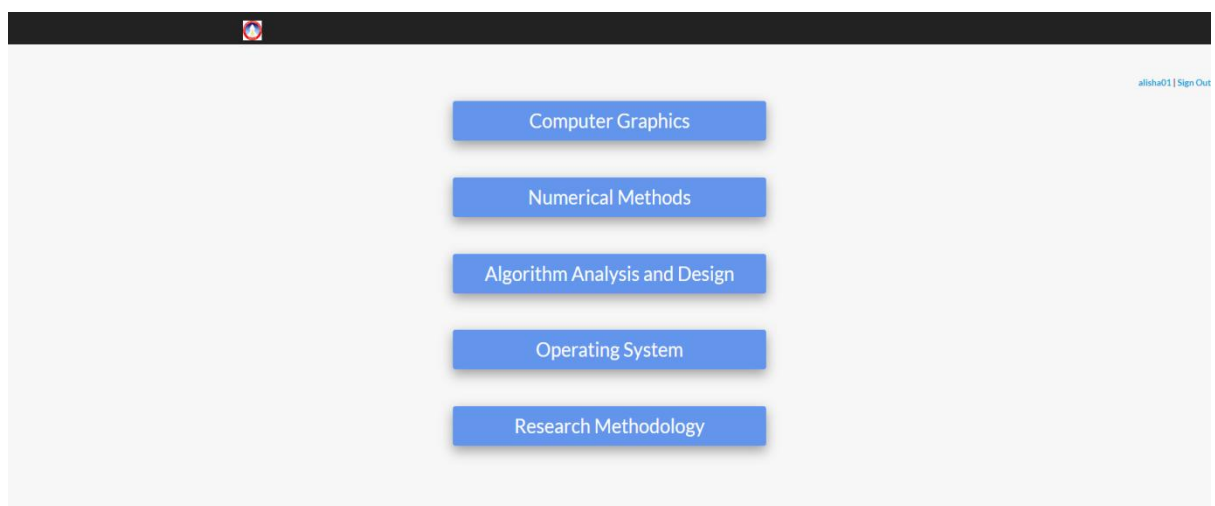 alisha01 | Sign Out
Computer Graphics
Numerical Methods
Algorithm Analysis and Design
Operating System
Research Methodology